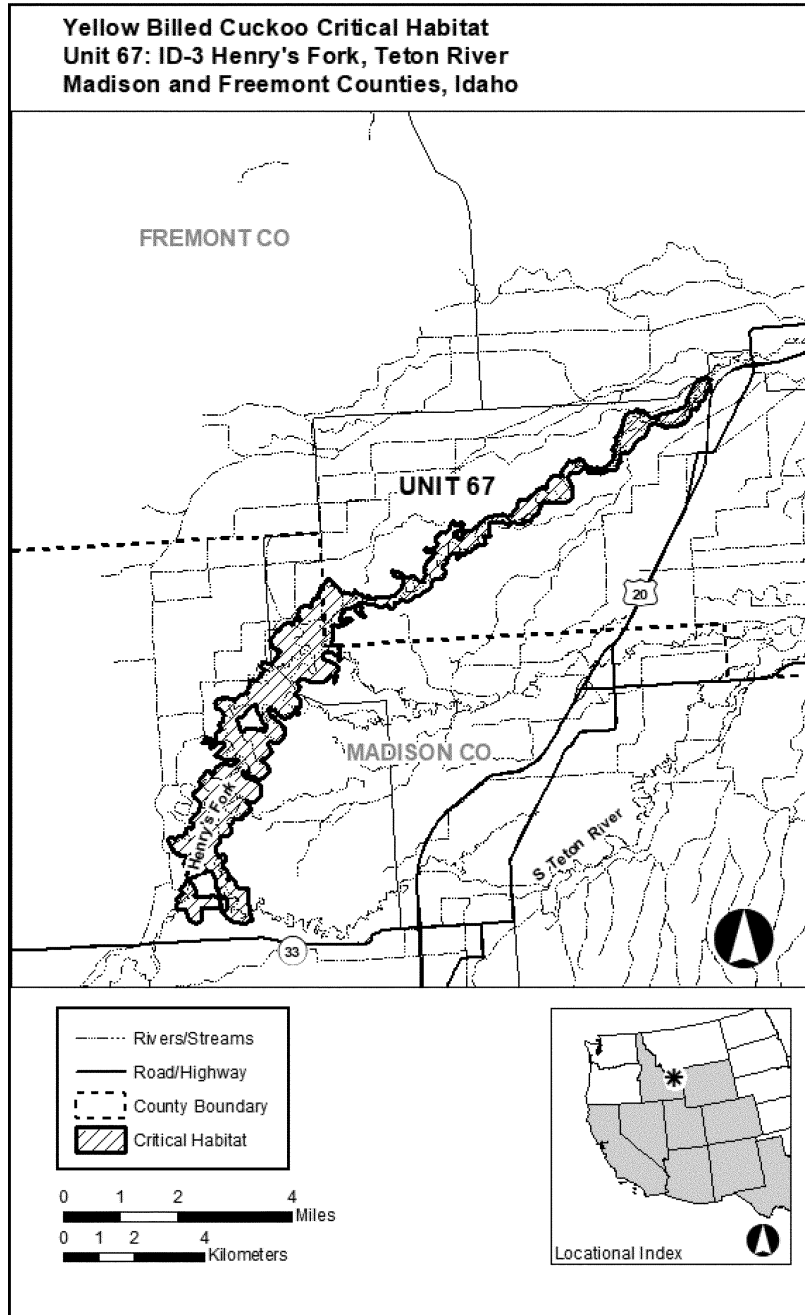 Yellow Billed Cuckoo Critical Habitat
Unit 67: ID-3 Henry's Fork, Teton River
Madison and Freemont Counties, Idaho
FREMONT CO
UNIT 67
20
MADISON CO
Henry's Fork
S Teton River
33
Rivers/Streams
Road/Highway
County Boundary
Critical Habitat
0 1 2 4
Miles
0 1 2 4
Kilometers
Locational Index